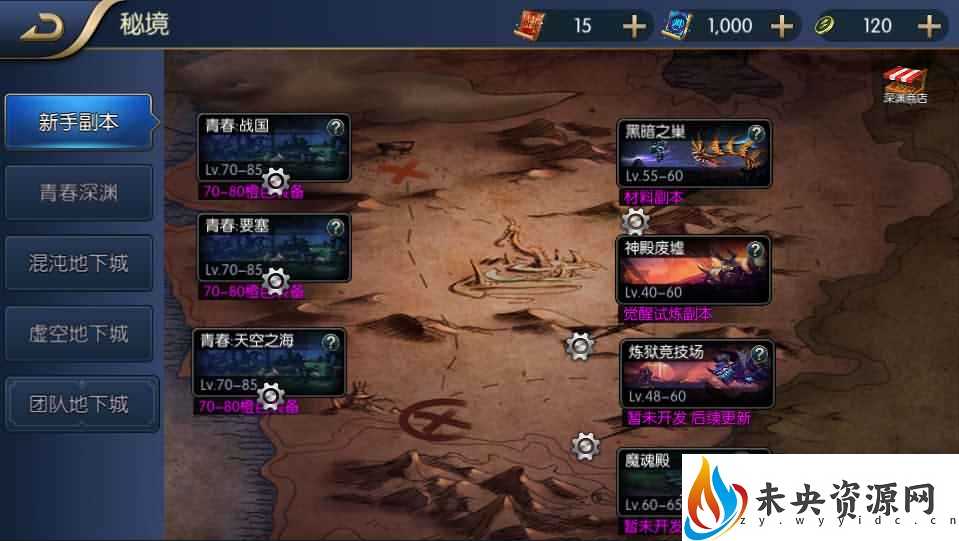 秘境
15
1,000
120
深渊商店
新手副本
青春深渊
混沌地下城
虚空地下城
团队地下城
青春·战国
Lv.70-85
70-80橙
备
青春·要塞
Lv.70-85
70-80橙
备
青春·天空之海
Lv.70-85
70-80橙
备
黑暗之巢
Lv.55-60
材料副本
神殿废墟
Lv.40-60
觉醒试炼副本
炼狱竞技场
Lv.48-60
暂未开发 后续更新
魔魂殿
Lv.60-65
暂未开发
未央资源网
zy.wyyidc.cn